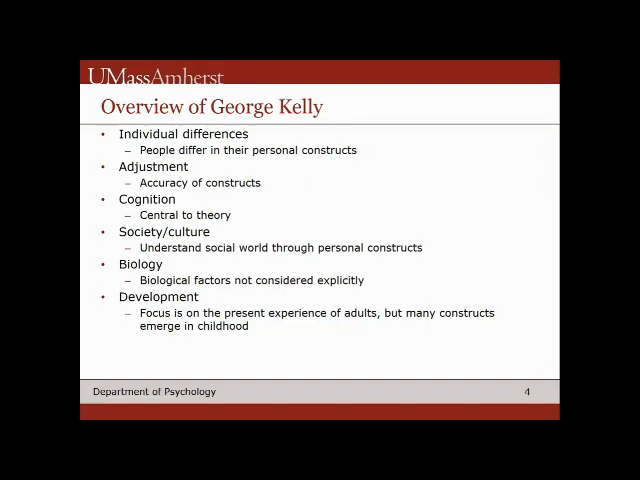 UMassAmherst
Overview of George Kelly
• Individual differences
– People differ in their personal constructs
• Adjustment
– Accuracy of constructs
• Cognition
– Central to theory
• Society/culture
– Understand social world through personal constructs
• Biology
– Biological factors not considered explicitly
• Development
– Focus is on the present experience of adults, but many constructs
emerge in childhood
Department of Psychology 4